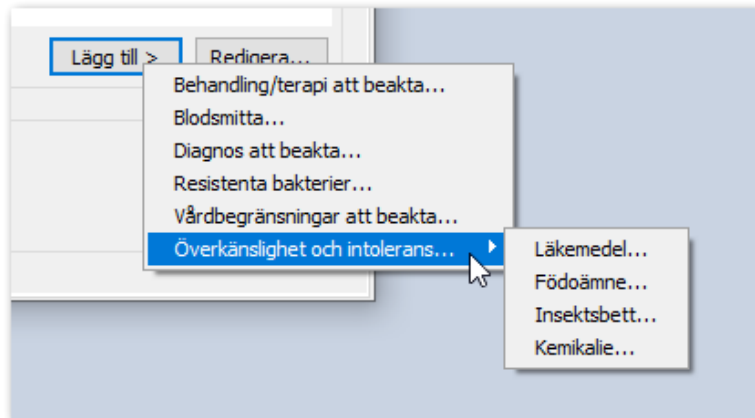 Lägg till >
Redigera...
Behandling/terapi att beakta...
Blodsmitta...
Diagnos att beakta...
Resistenta bakterier...
Vårdbegränsningar att beakta...
Överkänslighet och intolerans...
Läkemedel...
Födoämne...
Insektsbett...
Kemikalie...